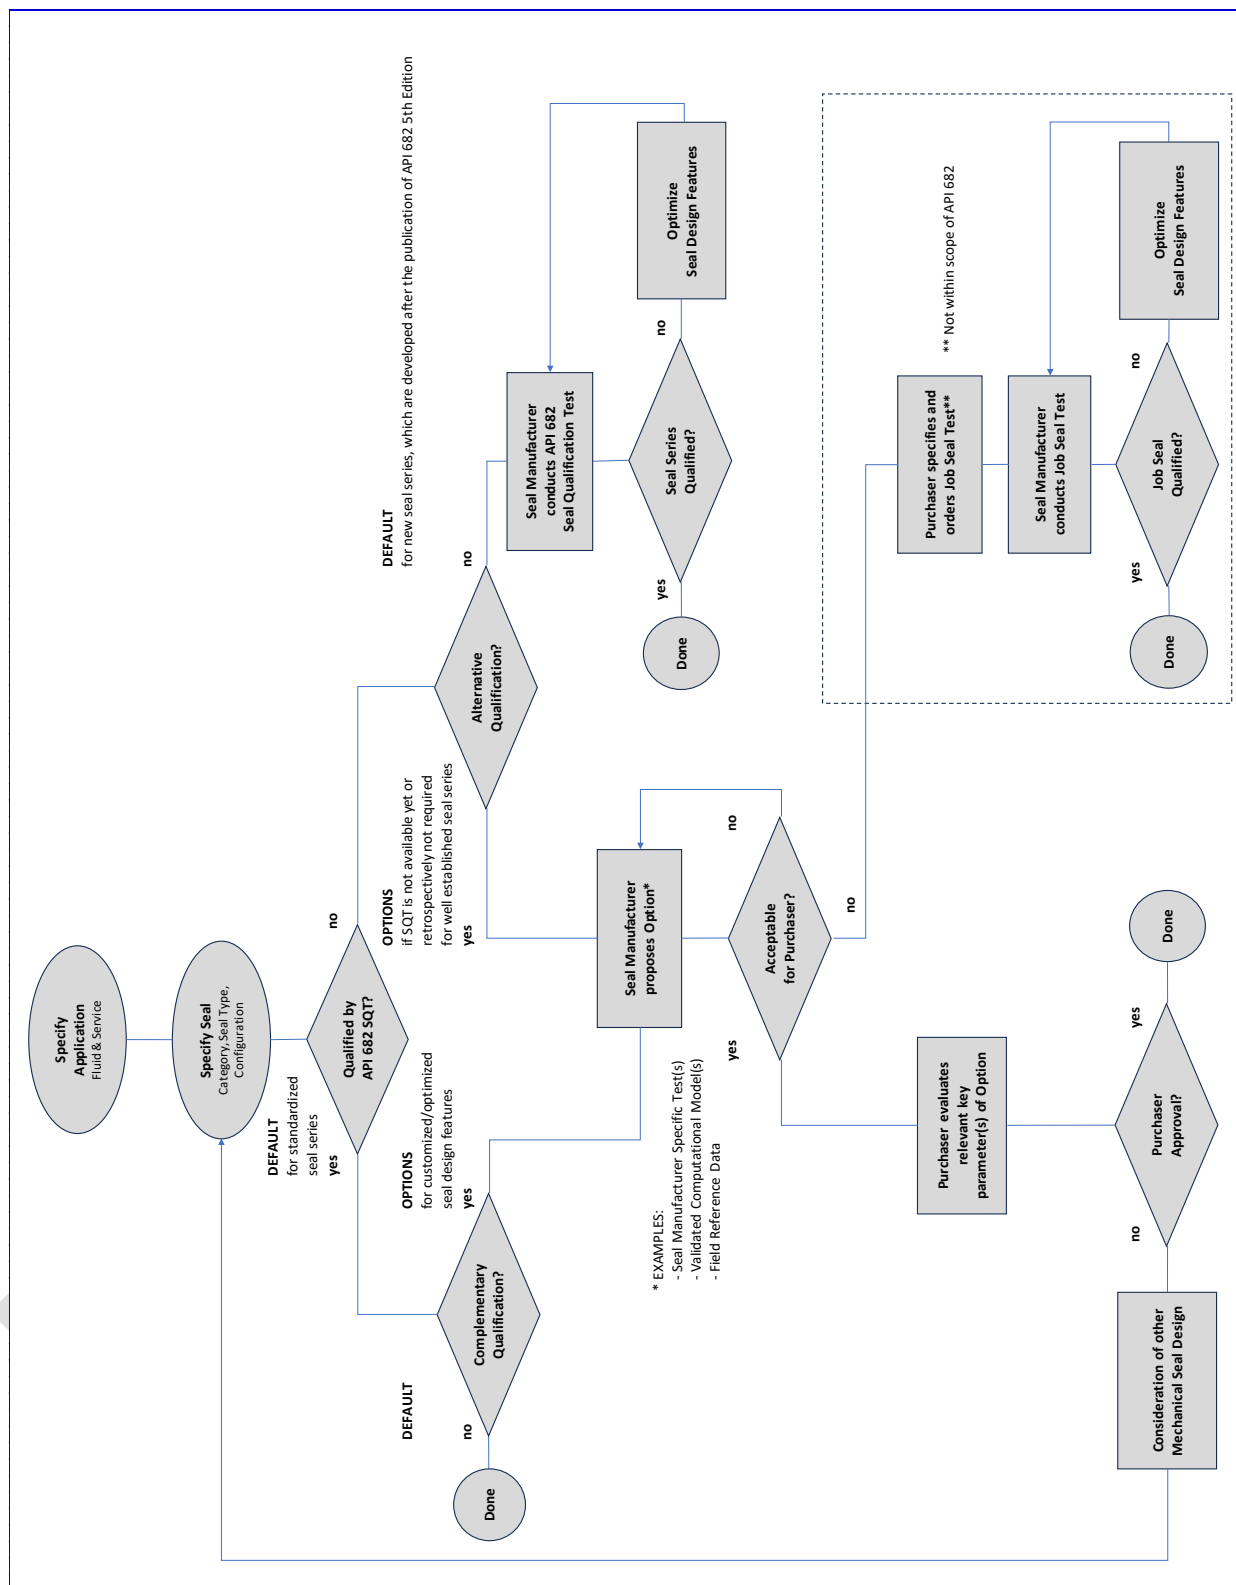 Specify
Application
Fluid & Service
Specify Seal
Category, Seal Type,
Configuration
DEFAULT
for standardized
seal series
yes
Qualified by
API 682 SQT?
no
OPTIONS
for customized/optimized
seal design features
yes
DEFAULT
no
Complementary
Qualification?
Done
OPTIONS
if SQT is not available yet or
retrospectively not required
for well established seal series
yes
Alternative
Qualification?
DEFAULT
for new seal series, which are developed after the publication of API 682 5th Edition
no
Seal Manufacturer
conducts API 682
Seal Qualification Test
Seal Series
Qualified?
yes
no
Done
Optimize
Seal Design Features
Seal Manufacturer
proposes Option*
* EXAMPLES:
- Seal Manufacturer Specific Test(s)
- Validated Computational Model(s)
- Field Reference Data
Acceptable
for Purchaser?
yes
no
no
Purchaser evaluates
relevant key
parameter(s) of Option
Purchaser
Approval?
no
yes
Done
Consideration of other
Mechanical Seal Design
Purchaser specifies and
orders Job Seal Test**
** Not within scope of API 682
Seal Manufacturer
conducts Job Seal Test
Job Seal
Qualified?
yes
no
Done
Optimize
Seal Design Features